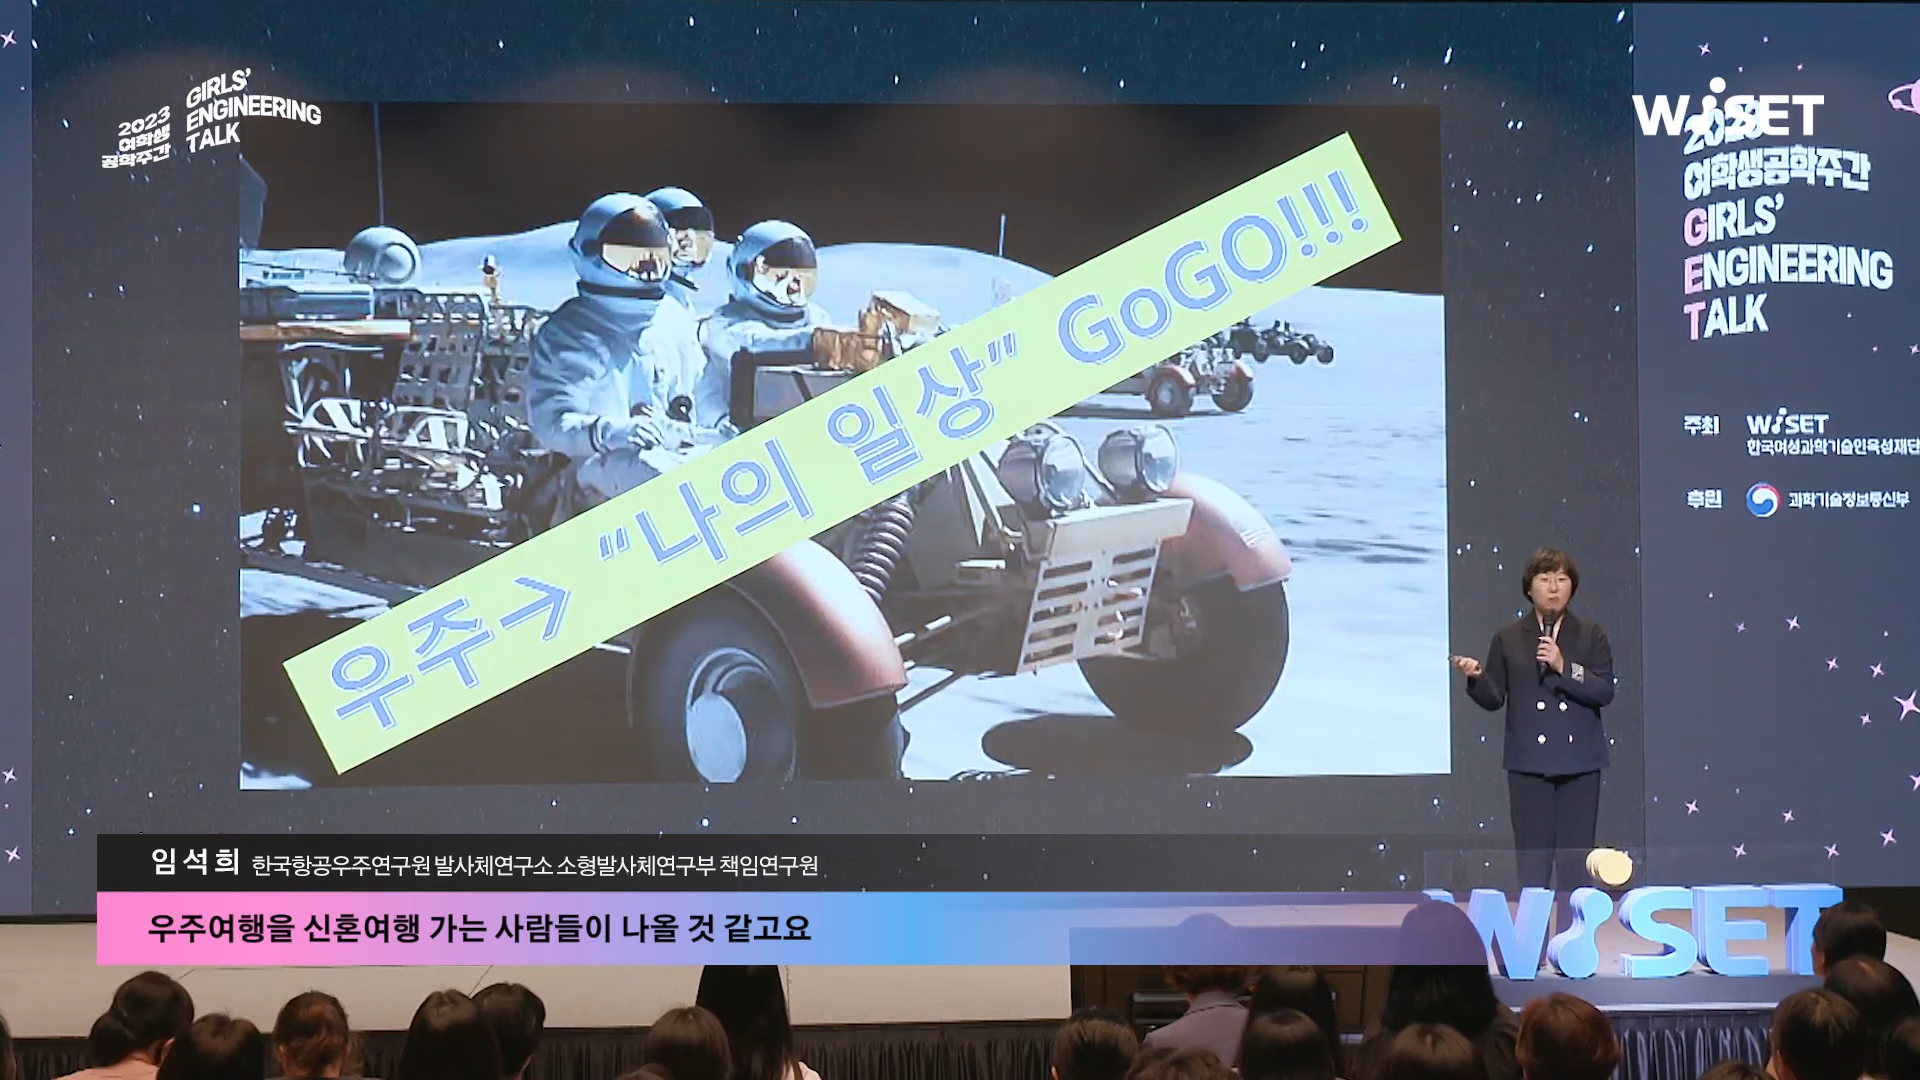 2023
여학생
공학주간
GIRLS'
ENGINEERING
TALK
WISET
2023
여학생공학주간
GIRLS'
ENGINEERING
TALK
주최 WISET
한국여성과학기술인육성재단
후원 과학기술정보통신부
우주→ "나의 일상" GoGO!!!
임석희 한국항공우주연구원 발사체연구소 소형발사체연구부 책임연구원
우주여행을 신혼여행 가는 사람들이 나올 것 같고요
WISET